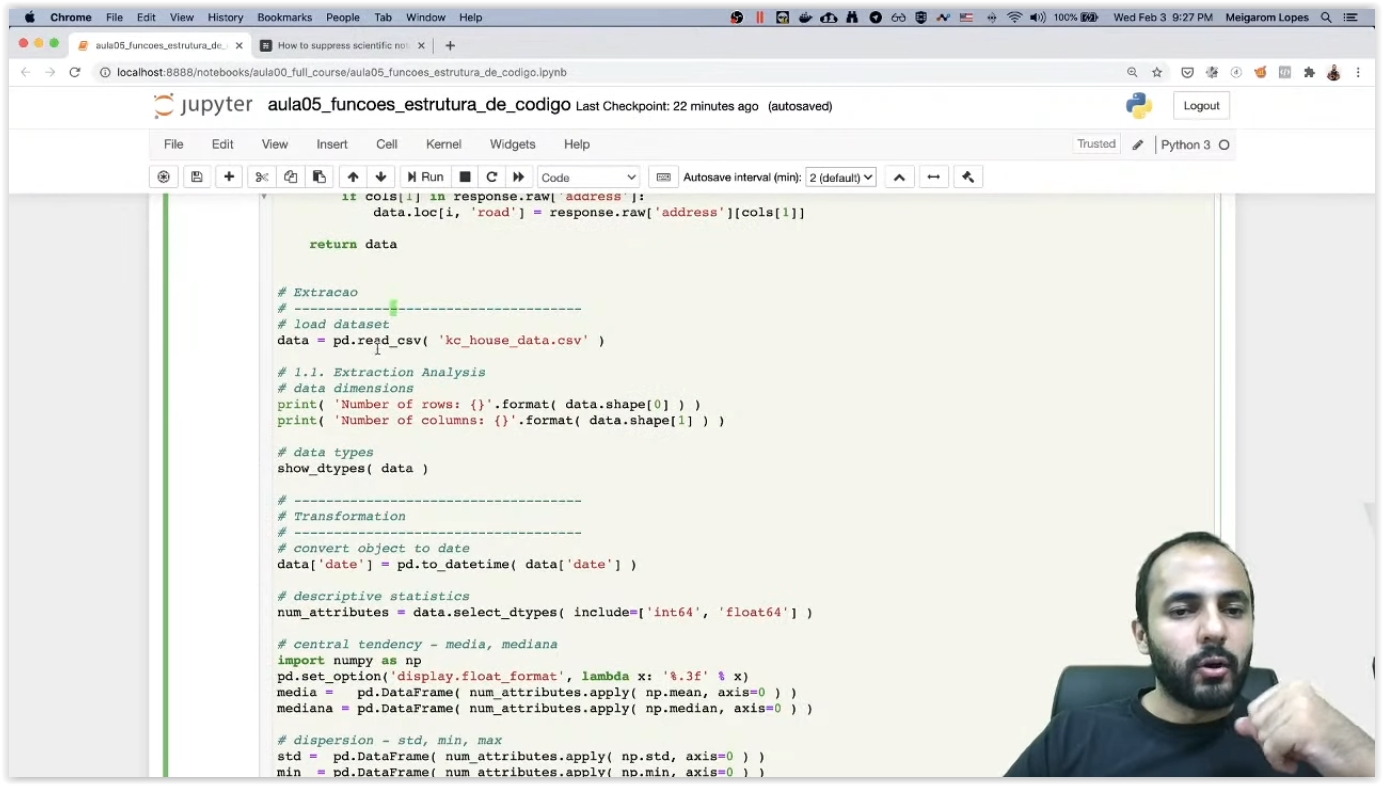 Chrome File Edit View History Bookmarks People Tab Window Help 100% Wed Feb 3 9:27 PM Meigarom Lopes
aula05_funcoes_estrutura_de_ How to suppress scientific not
localhost:8888/notebooks/aula00_full_course/aula05_funcoes_estrutura_de_codigo.ipynb
jupyter aula05_funcoes_estrutura_de_codigo Last Checkpoint: 22 minutes ago (autosaved) Logout
File Edit View Insert Cell Kernel Widgets Help Trusted Python 3
Run Code Autosave interval (min): 2 (default)
if cols[1] in response.raw['address']:
data.loc[i, 'road'] = response.raw['address'][cols[1]]
return data
# Extracao
# ------------------------------------
# load dataset
data = pd.read_csv( 'kc_house_data.csv' )
# 1.1. Extraction Analysis
# data dimensions
print( 'Number of rows: {}'.format( data.shape[0] ) )
print( 'Number of columns: {}'.format( data.shape[1] ) )
# data types
show_dtypes( data )
# ------------------------------------
# Transformation
# ------------------------------------
# convert object to date
data['date'] = pd.to_datetime( data['date'] )
# descriptive statistics
num_attributes = data.select_dtypes( include=['int64', 'float64'] )
# central tendency - media, mediana
import numpy as np
pd.set_option('display.float_format', lambda x: '%.3f' % x)
media =   pd.DataFrame( num_attributes.apply( np.mean, axis=0 ) )
mediana = pd.DataFrame( num_attributes.apply( np.median, axis=0 ) )
# dispersion - std, min, max
std =  pd.DataFrame( num_attributes.apply( np.std, axis=0 ) )
min  = pd.DataFrame( num_attributes.apply( np.min, axis=0 ) )